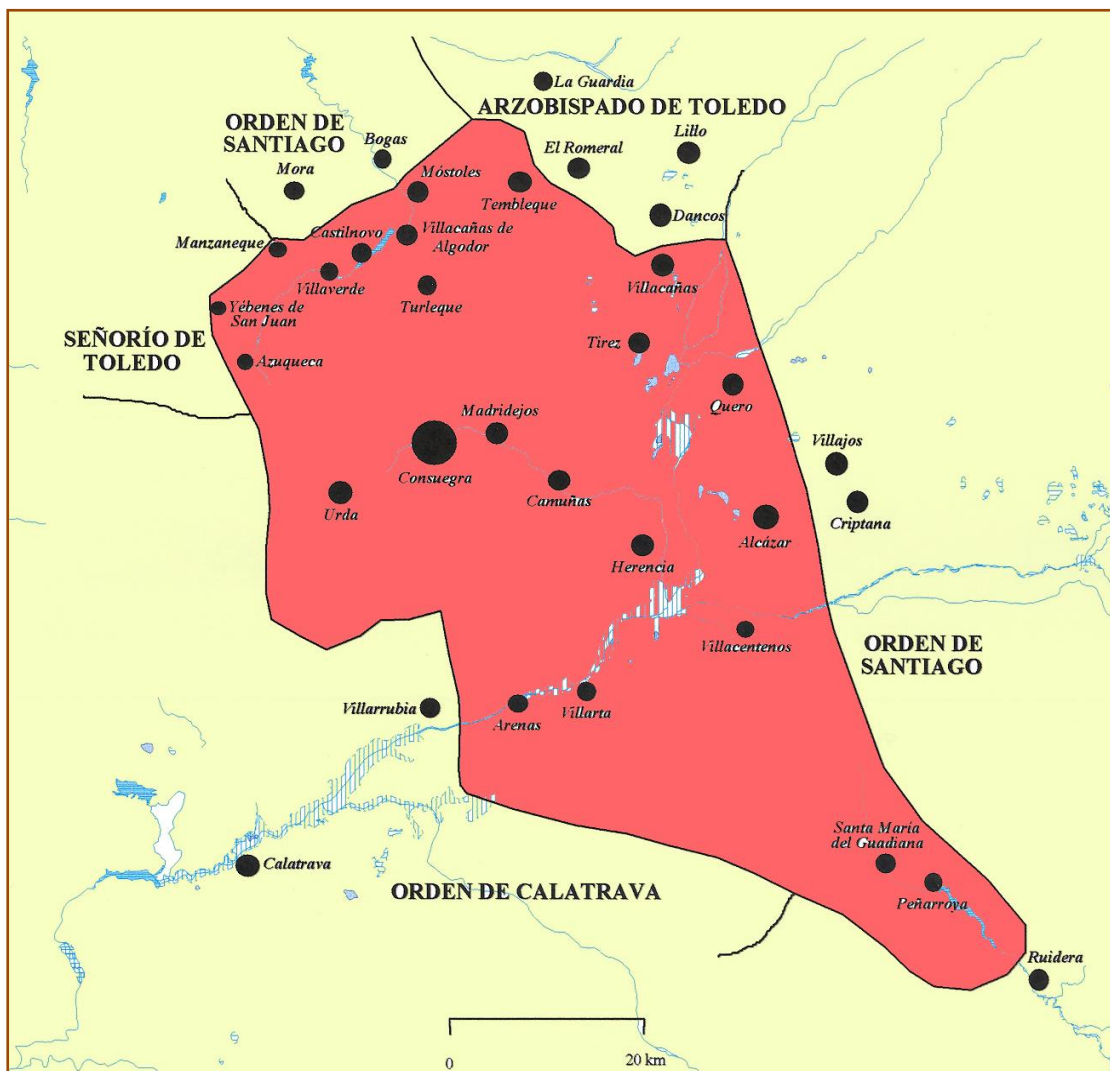 La Guardia
ARZOBISPADO DE TOLEDO
ORDEN DE
SANTIAGO
Bogas
Lillo
El Romeral
Mora
Móstoles
Tembleque
Dancos
Castilnovo
Villacañas de
Algodor
Manzaneque
Villaverde
Turleque
Villacañas
Yébenes de
San Juan
SEÑORÍO DE
TOLEDO
Tirez
Azuqueca
Quero
Madridejos
Villajos
Consuegra
Camuñas
Urda
Criptana
Alcázar
Herencia
Villacentenos
ORDEN DE
SANTIAGO
Villarrubia
Arenas
Villarta
Santa María
del Guadiana
Calatrava
ORDEN DE CALATRAVA
Peñarroya
Ruidera
0
20 km